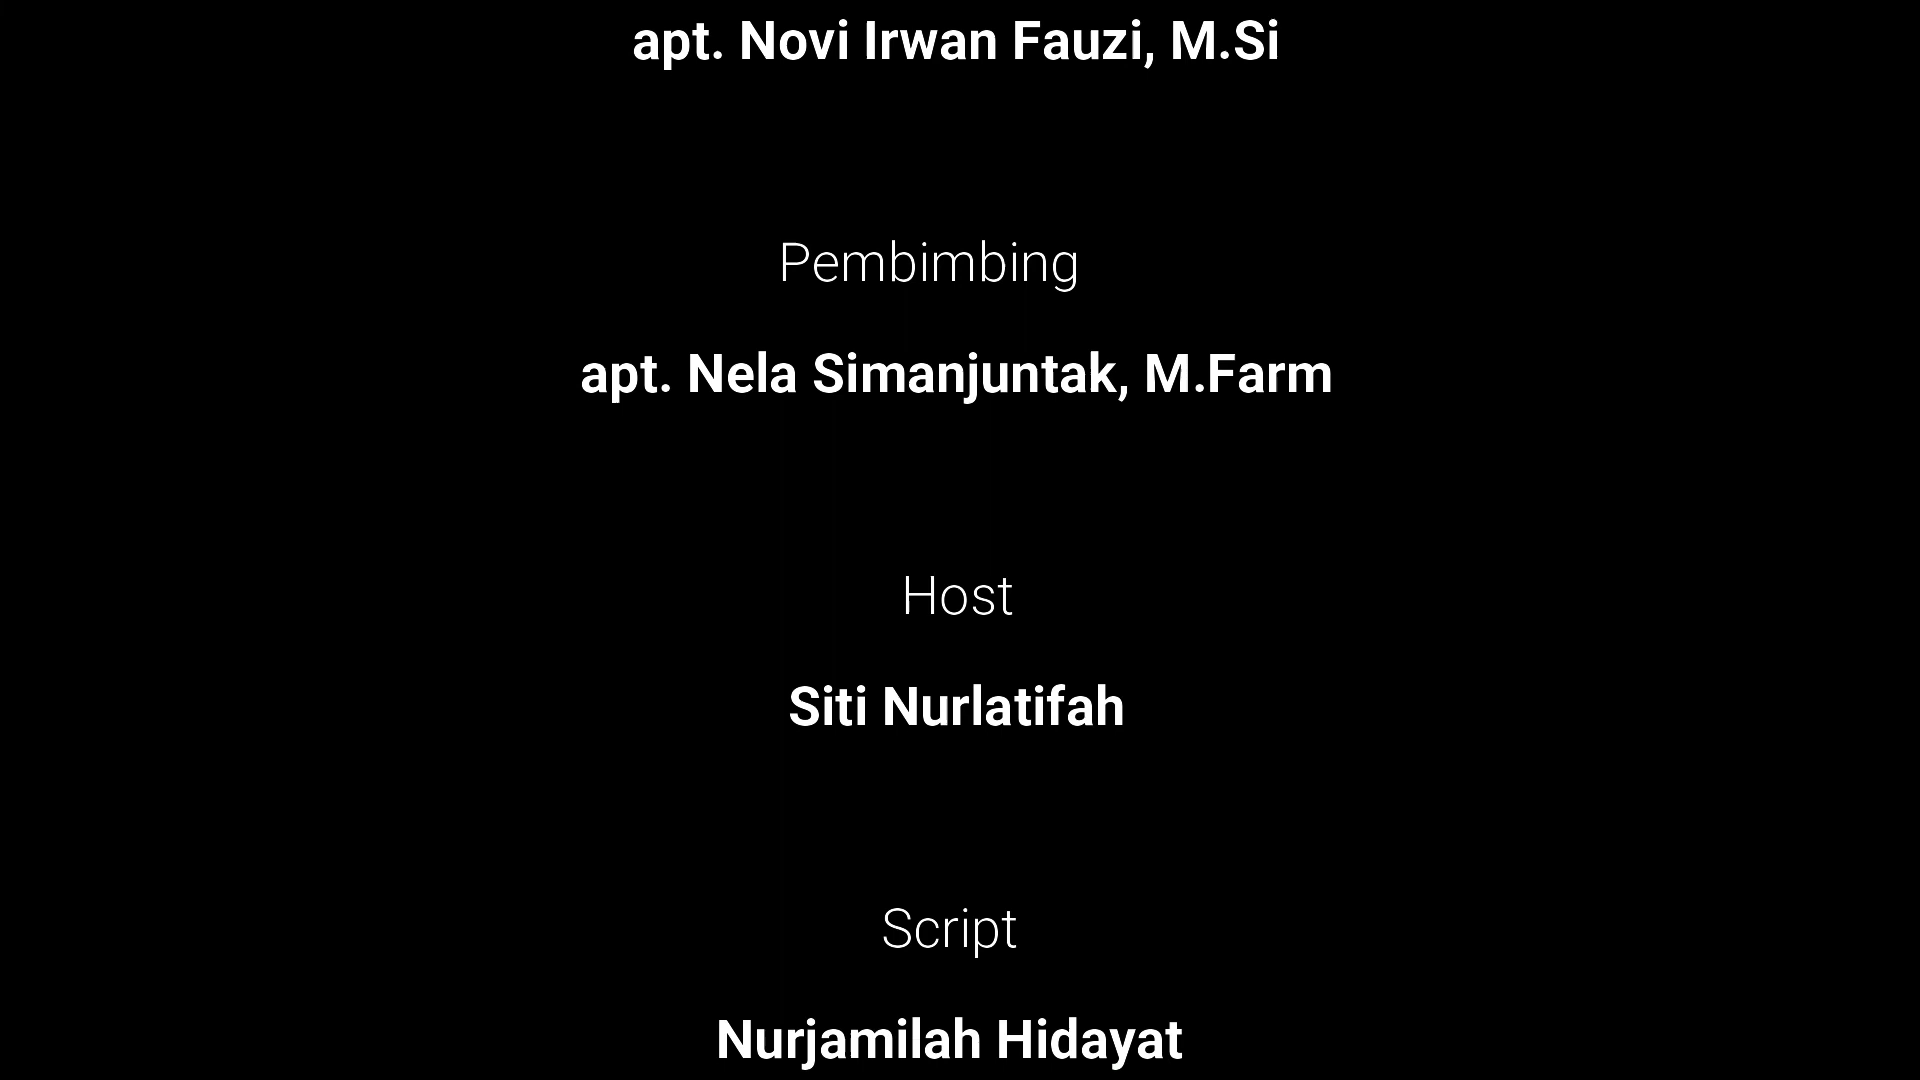 apt. Novi Irwan Fauzi, M.Si
Pembimbing
apt. Nela Simanjuntak, M.Farm
Host
Siti Nurlatifah
Script
Nurjamilah Hidayat